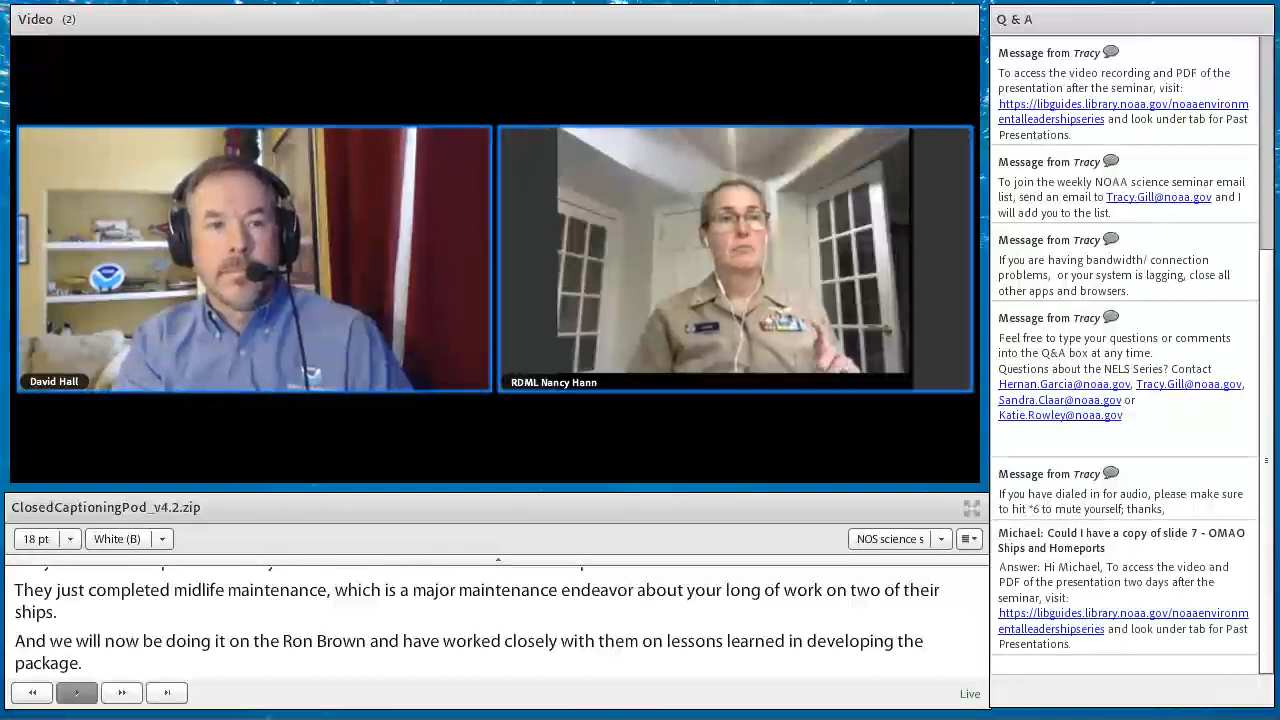 Video (2)
David Hall
RDML Nancy Hann
ClosedCaptioningPod_v4.2.zip
18 pt
White (B)
NOS science s
They just completed midlife maintenance, which is a major maintenance endeavor about your long of work on two of their
ships.
And we will now be doing it on the Ron Brown and have worked closely with them on lessons learned in developing the
package.
Live
Q & A
Message from Tracy
To access the video recording and PDF of the
presentation after the seminar, visit:
https://libguides.library.noaa.gov/noaaenvironm
entalleadershipseries and look under tab for Past
Presentations.
Message from Tracy
To join the weekly NOAA science seminar email
list, send an email to Tracy.Gill@noaa.gov and I
will add you to the list.
Message from Tracy
If you are having bandwidth/ connection
problems, or your system is lagging, close all
other apps and browsers.
Message from Tracy
Feel free to type your questions or comments
into the Q&A box at any time.
Questions about the NELS Series? Contact
Hernan.Garcia@noaa.gov, Tracy.Gill@noaa.gov,
Sandra.Claar@noaa.gov or
Katie.Rowley@noaa.gov
Message from Tracy
If you have dialed in for audio, please make sure
to hit *6 to mute yourself; thanks,
Michael: Could I have a copy of slide 7 - OMAO
Ships and Homeports
Answer: Hi Michael, To access the video and
PDF of the presentation two days after the
seminar, visit:
https://libguides.library.noaa.gov/noaaenvironm
entalleadershipseries and look under tab for Past
Presentations.